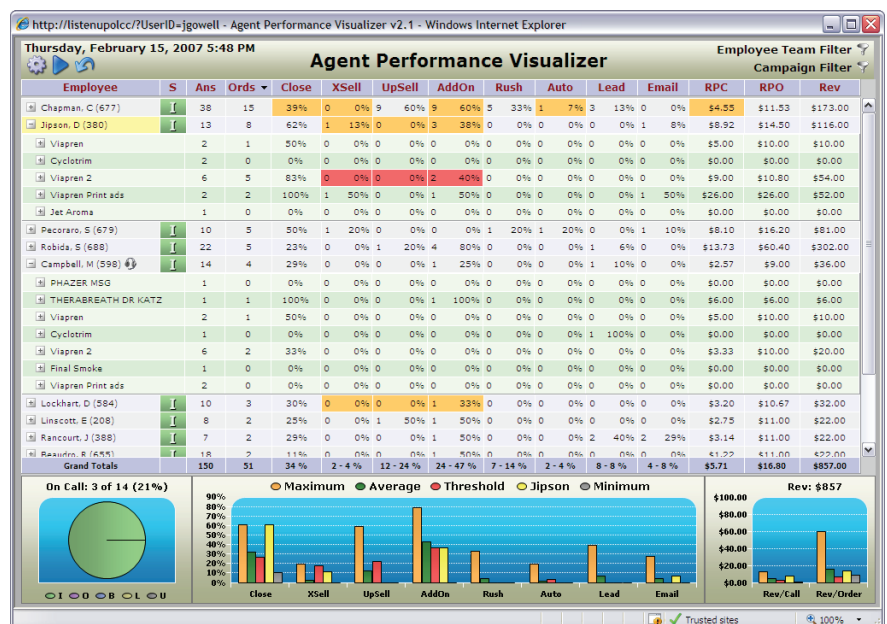 http://listenupolcc/?UserID=jgowell - Agent Performance Visualizer v2.1 - Windows Internet Explorer
Thursday, February 15, 2007 5:48 PM
Agent Performance Visualizer
Employee Team Filter
Campaign Filter
Employee S Ans Ords Close XSell UpSell AddOn Rush Auto Lead Email RPC RPO Rev
Chapman, C (677) I 38 15 39% 0 0% 9 60% 9 60% 5 33% 1 7% 3 13% 0 0% $4.55 $11.53 $173.00
Jipson, D (380) I 13 8 62% 1 13% 0 0% 3 38% 0 0% 0 0% 0 0% 1 8% $8.92 $14.50 $116.00
Viapren 2 1 50% 0 0% 0 0% 0 0% 0 0% 0 0% 0 0% 0 0% $5.00 $10.00 $10.00
Cyclotrim 2 0 0% 0 0% 0 0% 0 0% 0 0% 0 0% 0 0% 0 0% $0.00 $0.00 $0.00
Viapren 2 6 5 83% 0 0% 0 0% 2 40% 0 0% 0 0% 0 0% 0 0% $9.00 $10.80 $54.00
Viapren Print ads 2 2 100% 1 50% 0 0% 1 50% 0 0% 0 0% 0 0% 1 50% $26.00 $26.00 $52.00
Jet Aroma 1 0 0% 0 0% 0 0% 0 0% 0 0% 0 0% 0 0% 0 0% $0.00 $0.00 $0.00
Pecoraro, S (679) I 10 5 50% 1 20% 0 0% 0 0% 1 20% 1 20% 0 0% 1 10% $8.10 $16.20 $81.00
Robida, S (688) I 22 5 23% 0 0% 1 20% 4 80% 0 0% 0 0% 1 6% 0 0% $13.73 $60.40 $302.00
Campbell, M (598) I 14 4 29% 0 0% 0 0% 1 25% 0 0% 0 0% 1 10% 0 0% $2.57 $9.00 $36.00
PHAZER MSG 1 0 0% 0 0% 0 0% 0 0% 0 0% 0 0% 0 0% 0 0% $0.00 $0.00 $0.00
THERABREATH DR KATZ 1 1 100% 0 0% 0 0% 1 100% 0 0% 0 0% 0 0% 0 0% $6.00 $6.00 $6.00
Viapren 2 1 50% 0 0% 0 0% 0 0% 0 0% 0 0% 0 0% 0 0% $5.00 $10.00 $10.00
Cyclotrim 1 0 0% 0 0% 0 0% 0 0% 0 0% 0 0% 1 100% 0 0% $0.00 $0.00 $0.00
Viapren 2 6 2 33% 0 0% 0 0% 0 0% 0 0% 0 0% 0 0% 0 0% $3.33 $10.00 $20.00
Final Smoke 1 0 0% 0 0% 0 0% 0 0% 0 0% 0 0% 0 0% 0 0% $0.00 $0.00 $0.00
Viapren Print ads 2 0 0% 0 0% 0 0% 0 0% 0 0% 0 0% 0 0% 0 0% $0.00 $0.00 $0.00
Lockhart, D (584) I 10 3 30% 0 0% 0 0% 1 33% 0 0% 0 0% 0 0% 0 0% $3.20 $10.67 $32.00
Linscott, E (208) I 8 2 25% 0 0% 1 50% 1 50% 0 0% 0 0% 0 0% 0 0% $2.75 $11.00 $22.00
Rancourt, J (388) I 7 2 29% 0 0% 0 0% 1 50% 0 0% 0 0% 2 40% 2 29% $3.14 $11.00 $22.00
Beaudro, R (655) I 18 2 11% 0 0% 0 0% 1 50% 0 0% 0 0% 0 0% 0 0% $1.22 $11.00 $22.00
Grand Totals 150 51 34 % 2 - 4 % 12 - 24 % 24 - 47 % 7 - 14 % 2 - 4 % 8 - 8 % 4 - 8 % $5.71 $16.80 $857.00
On Call: 3 of 14 (21%)
I O B L U
Maximum Average Threshold Jipson Minimum
90%
80%
70%
60%
50%
40%
30%
20%
10%
0%
Close XSell UpSell AddOn Rush Auto Lead Email
Rev: $857
$100.00
$80.00
$60.00
$40.00
$20.00
$0.00
Rev/Call Rev/Order
Trusted sites
100%